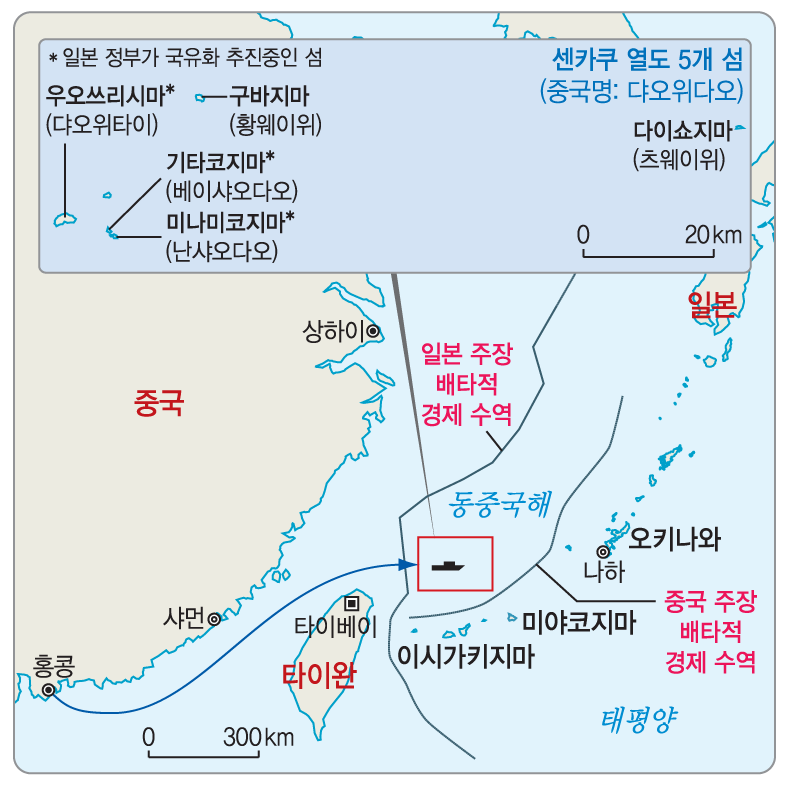 * 일본 정부가 국유화 추진중인 섬
센카쿠 열도 5개 섬
(중국명: 댜오위다오)
우오쓰리시마*
(댜오위타이)
구바지마
(황웨이위)
다이쇼지마
(츠웨이위)
기타코지마*
(베이샤오다오)
미나미코지마*
(난샤오다오)
0 20km
일본
상하이
일본 주장
배타적
경제 수역
중국
동중국해
오키나와
나하
샤먼
타이베이
미야코지마
중국 주장
배타적
경제 수역
이시가키지마
홍콩
타이완
태평양
0 300km